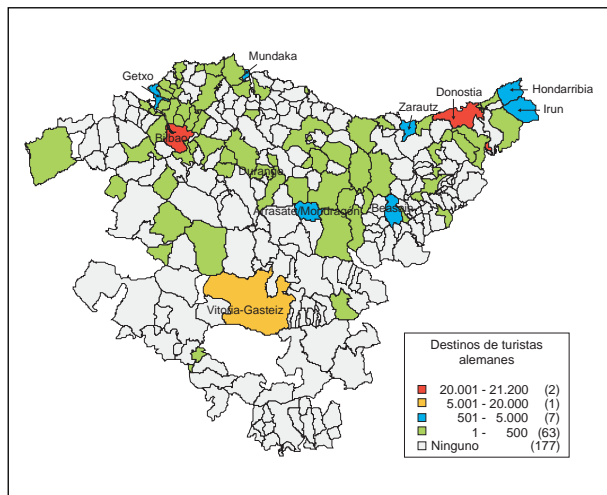 Mundaka
Getxo
Donostia
Hondarribia
Zarautz
Irun
Bilbao
Durango
Arrasate/Mondragón
Beasain
Vitoria-Gasteiz
Destinos de turistas
alemanes
20.001 - 21.200 (2)
5.001 - 20.000 (1)
501 - 5.000 (7)
1 - 500 (63)
Ninguno (177)